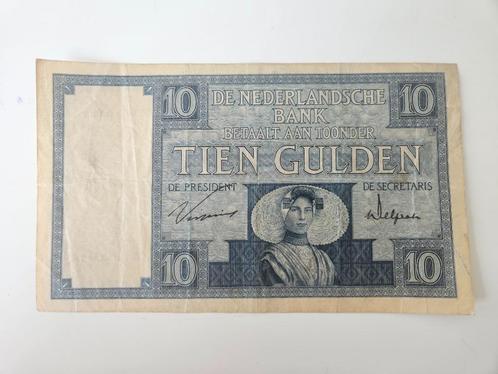 10
DE NEDERLANDSCHE
BANK
BETAALT AAN TOONDER
10
TIEN GULDEN
DE PRESIDENT
DE SECRETARIS
10
10